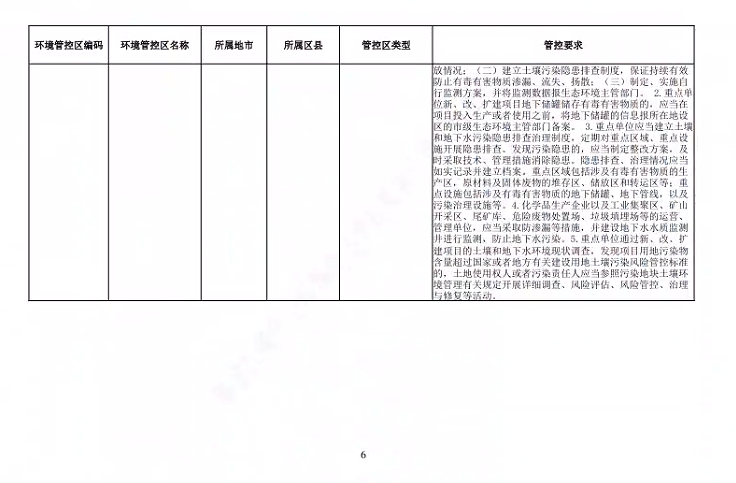 环境管控区编码 环境管控区名称 所属地市 所属区县 管控区类型 管控要求
放情况；（二）建立土壤污染隐患排查制度，保证持续有效
防止有毒有害物质渗漏、流失、扬散；（三）制定、实施自
行监测方案，并将监测数据报生态环境主管部门。 2.重点单
位新、改、扩建项目地下储罐储存有毒有害物质的，应当在
项目投入生产或者使用之前，将地下储罐的信息报所在地设
区的市级生态环境主管部门备案。 3.重点单位应当建立土壤
和地下水污染隐患排查治理制度，定期对重点区域、重点设
施开展隐患排查。发现污染隐患的，应当制定整改方案，及
时采取技术、管理措施消除隐患。隐患排查、治理情况应当
如实记录并建立档案。重点区域包括涉及有毒有害物质的生
产区，原材料及固体废物的堆存区、储放区和转运区等；重
点设施包括涉及有毒有害物质的地下储罐、地下管线，以及
污染治理设施等。4.化学品生产企业以及工业集聚区、矿山
开采区、尾矿库、危险废物处置场、垃圾填埋场等的运营、
管理单位，应当采取防渗漏等措施，并建设地下水水质监测
井进行监测，防止地下水污染。5.重点单位通过新、改、扩
建项目的土壤和地下水环境现状调查，发现项目用地污染物
含量超过国家或者地方有关建设用地土壤污染风险管控标准
的，土地使用权人或者污染责任人应当参照污染地块土壤环
境管理有关规定开展详细调查、风险评估、风险管控、治理
与修复等活动。
6